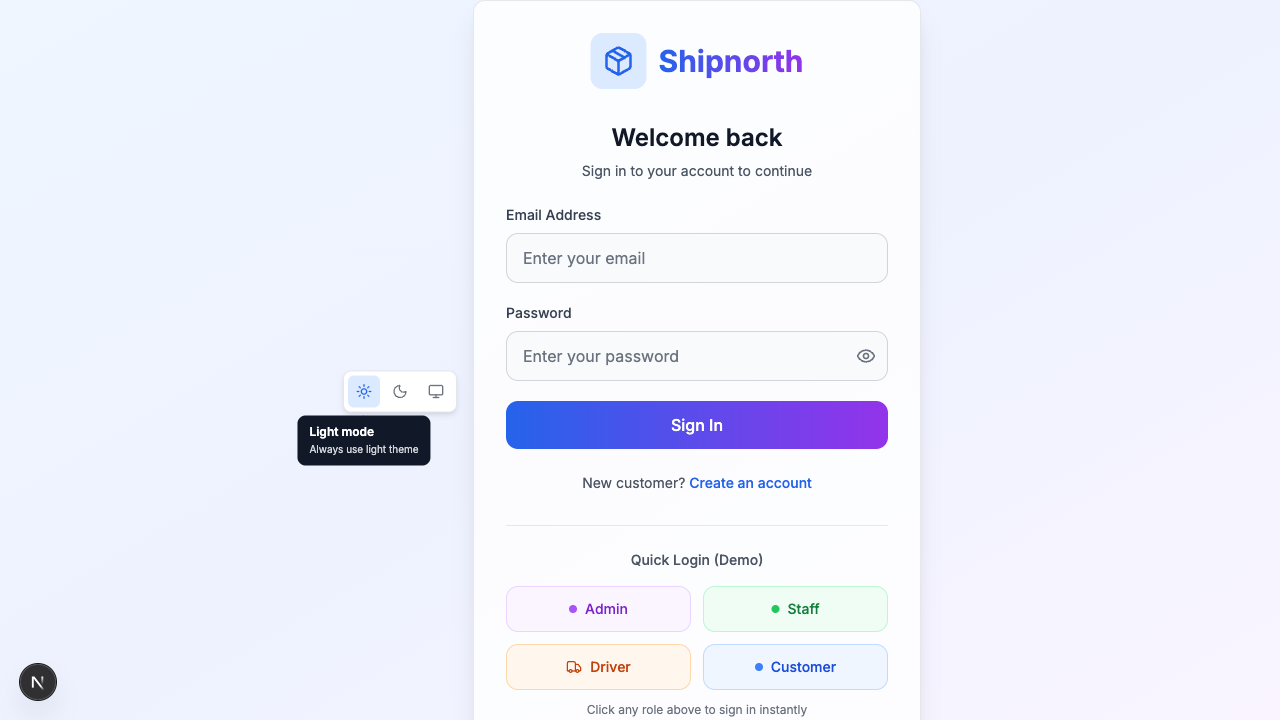 Shipnorth
Welcome back
Sign in to your account to continue
Email Address
Enter your email
Password
Enter your password
Light mode
Always use light theme
Sign In
New customer? Create an account
Quick Login (Demo)
Admin
Staff
Driver
Customer
Click any role above to sign in instantly
N